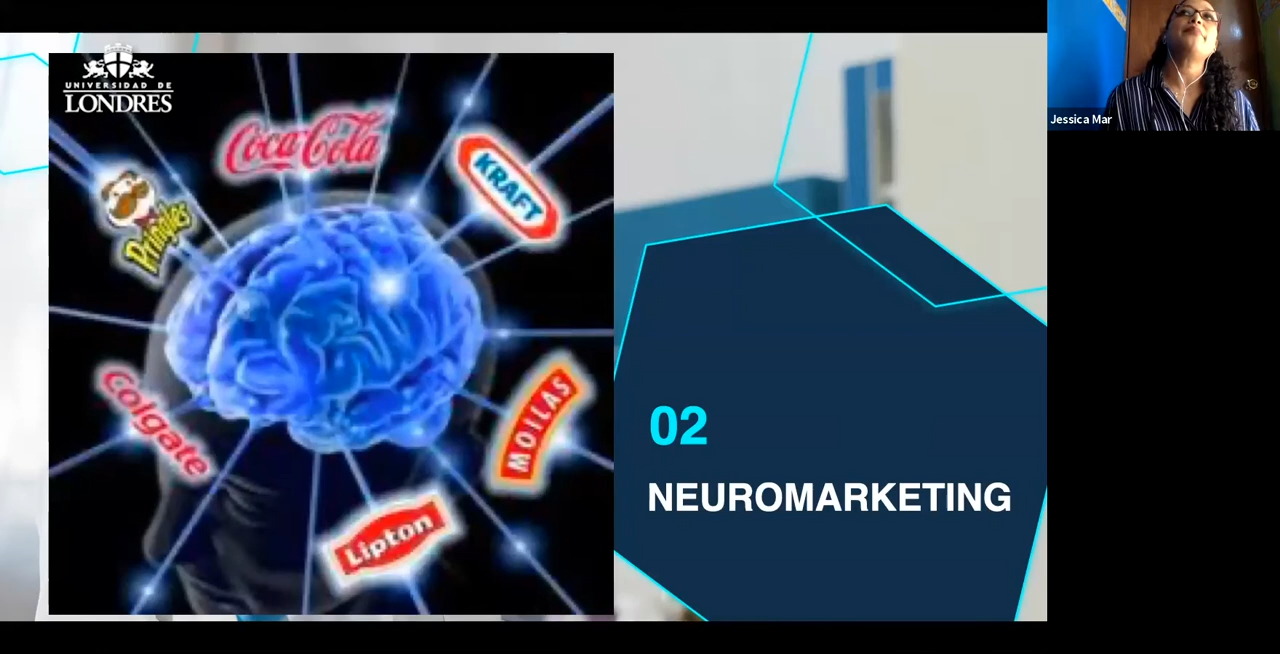 UNIVERSIDAD DE
LONDRES
Coca-Cola
KRAFT
Pringles
Colgate
MOILAS
Lipton
02
NEUROMARKETING
Jessica Mar